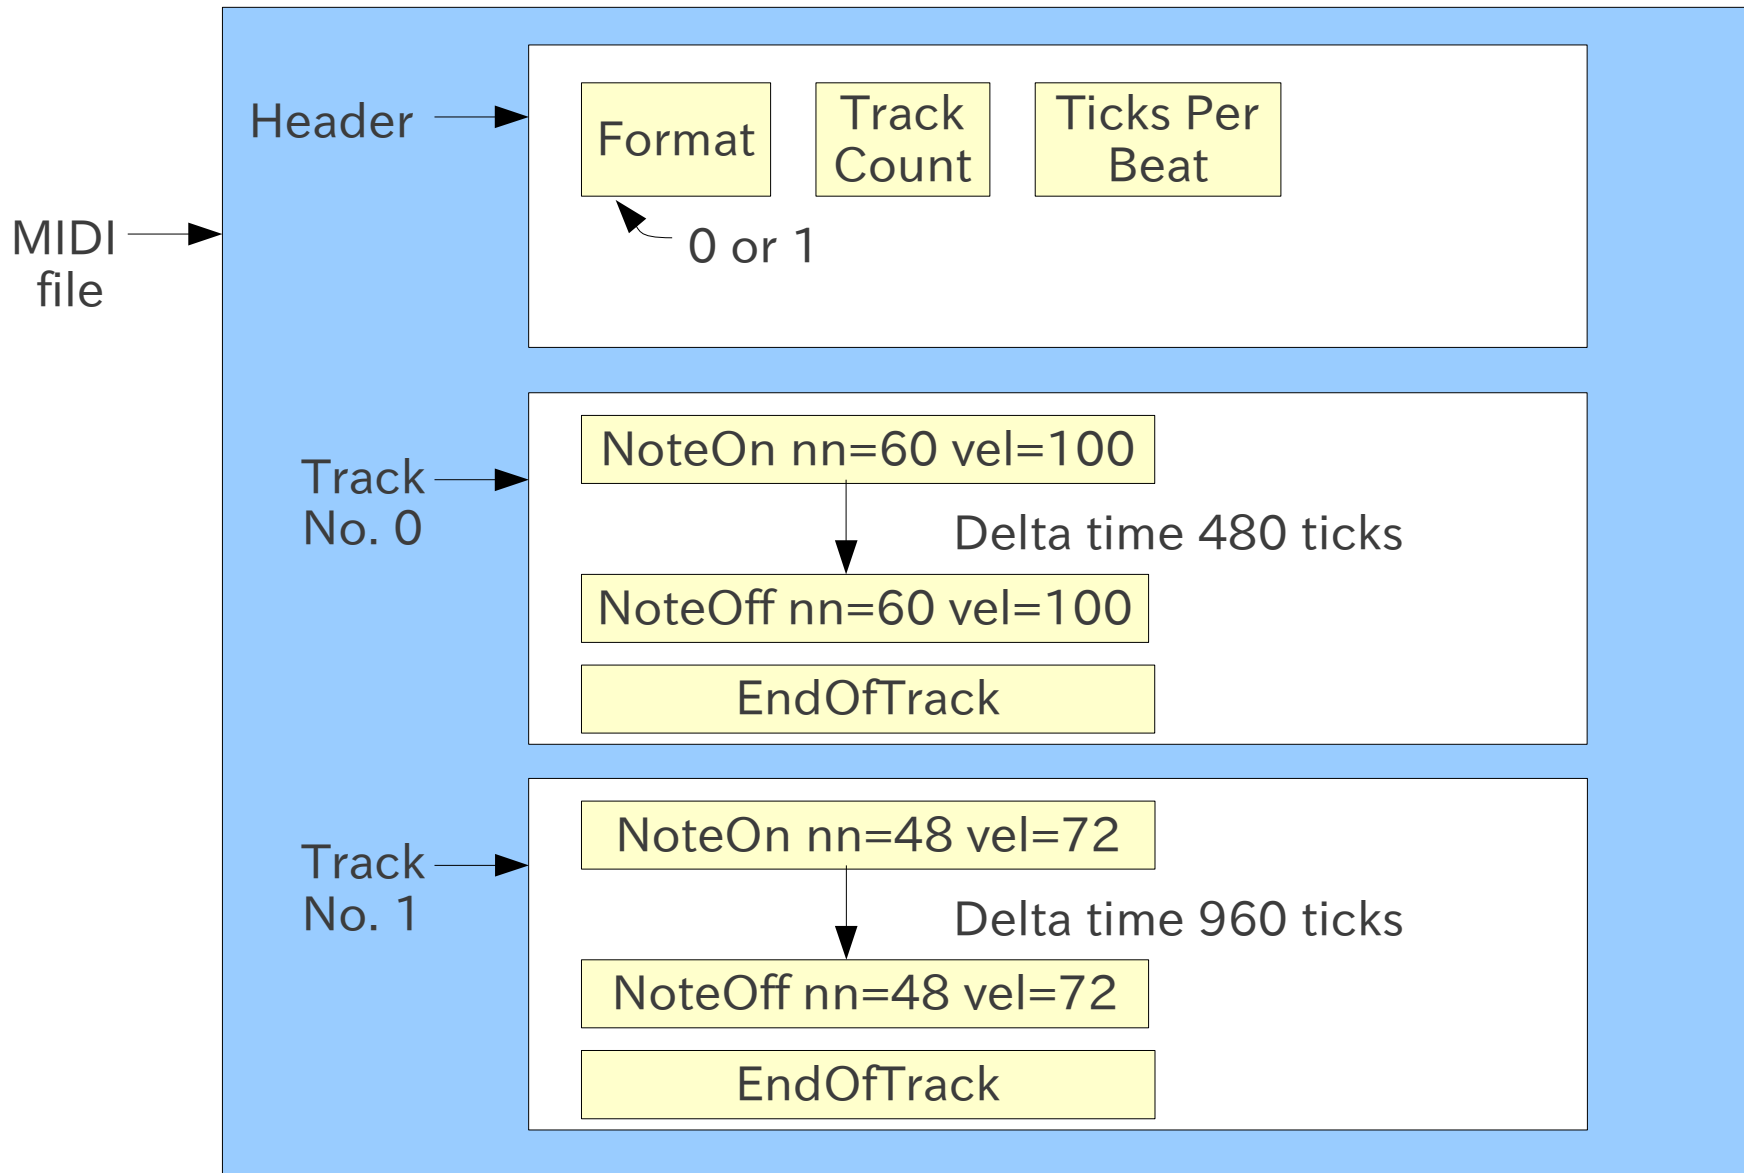 MIDI
file
Header
Format
Track
Count
Ticks Per
Beat
0 or 1
Track
No. 0
NoteOn nn=60 vel=100
Delta time 480 ticks
NoteOff nn=60 vel=100
EndOfTrack
Track
No. 1
NoteOn nn=48 vel=72
Delta time 960 ticks
NoteOff nn=48 vel=72
EndOfTrack